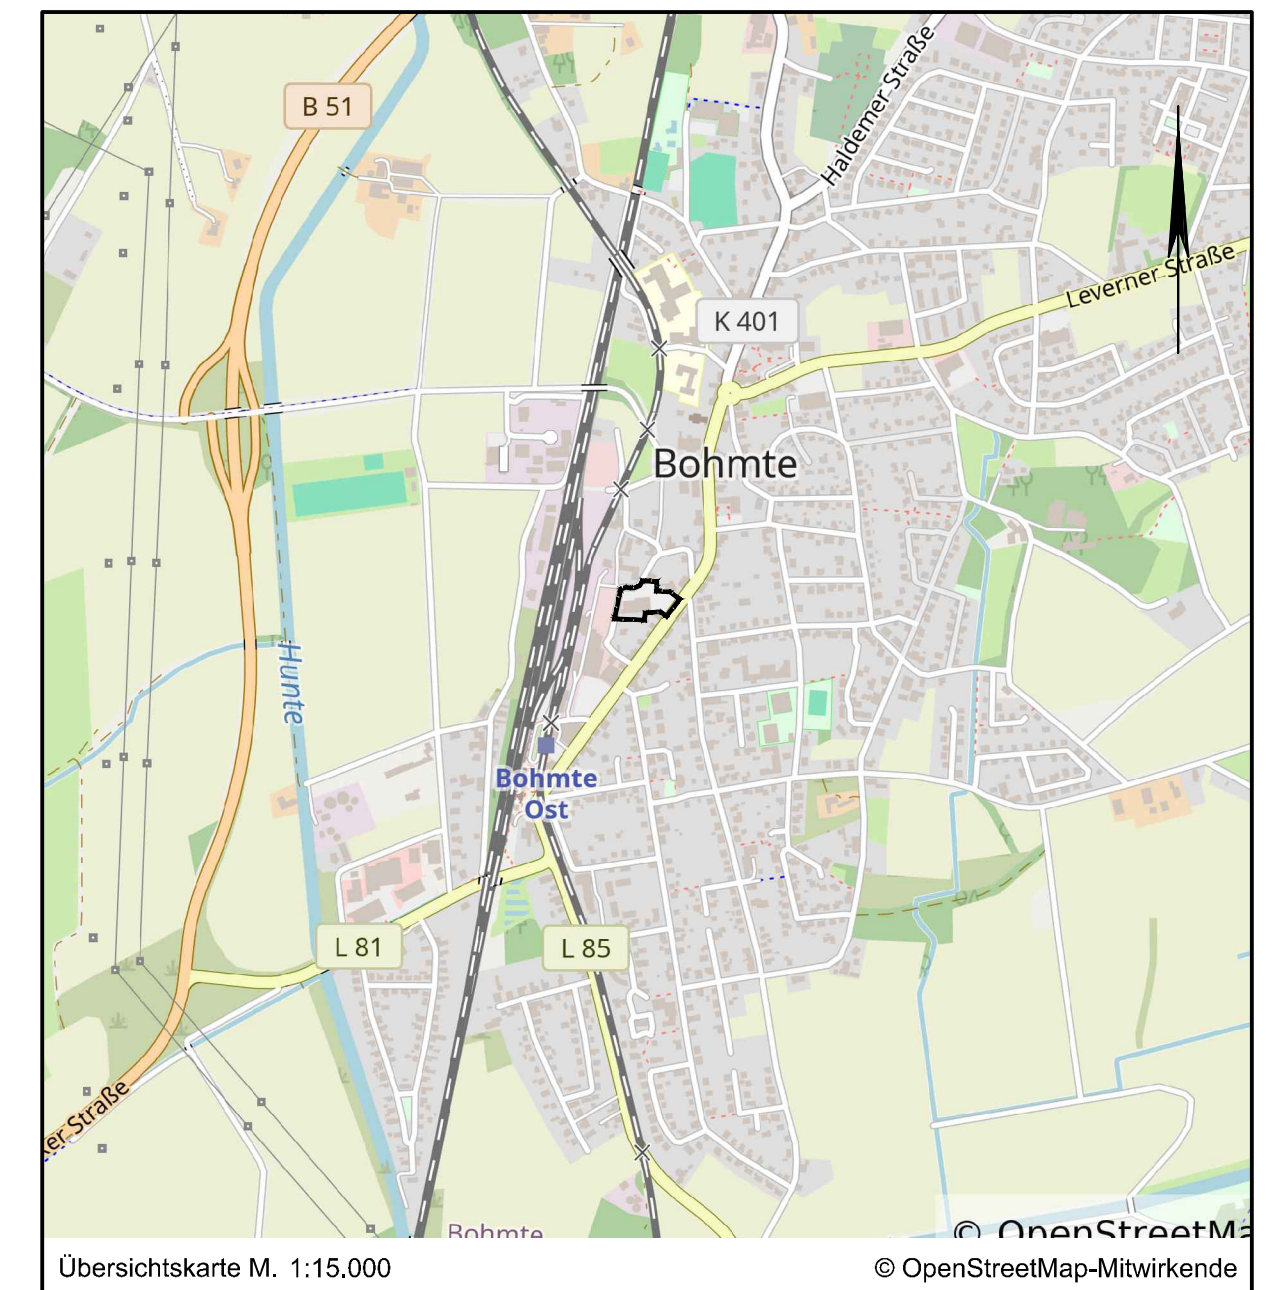 B 51
Haldemer Straße
Leverner Straße
K 401
Bohmte
Hunte
Bohmte
Ost
L 81
L 85
ker Straße
Bohmte
© OpenStreetMa
Übersichtskarte M. 1:15.000
© OpenStreetMap-Mitwirkende